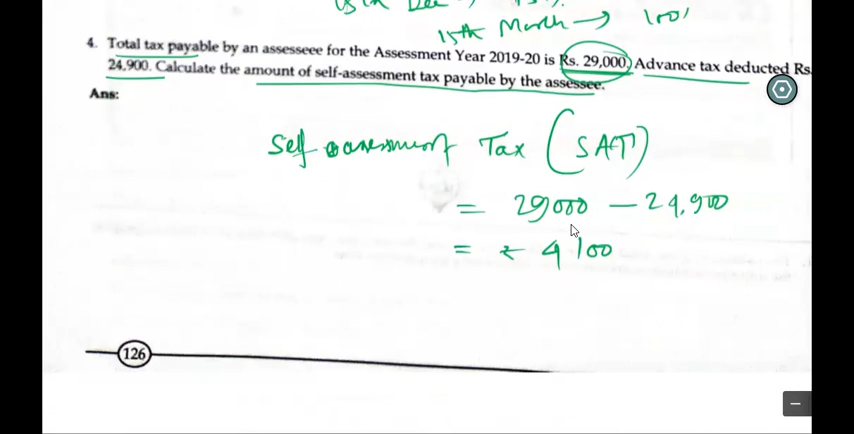 15th March → 100%
4. Total tax payable by an assesseee for the Assessment Year 2019-20 is Rs. 29,000, Advance tax deducted Rs.
24,900. Calculate the amount of self-assessment tax payable by the assessee.
Ans:
Self assessment Tax (SAT)
= 29000 - 24,900
= ₹ 4100
126